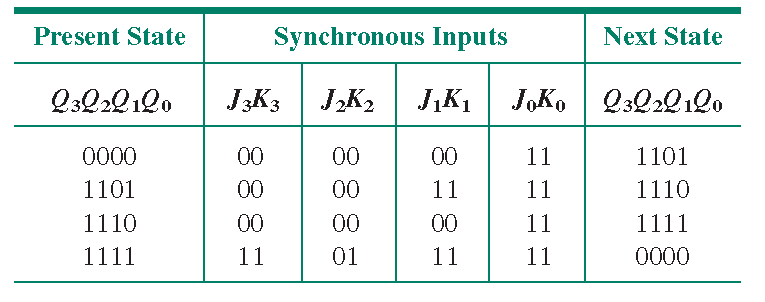 Present State Synchronous Inputs Next State
Q3Q2Q1Q0 J3K3 J2K2 J1K1 J0K0 Q3Q2Q1Q0
0000 00 00 00 11 1101
1101 00 00 11 11 1110
1110 00 00 00 11 1111
1111 11 01 11 11 0000